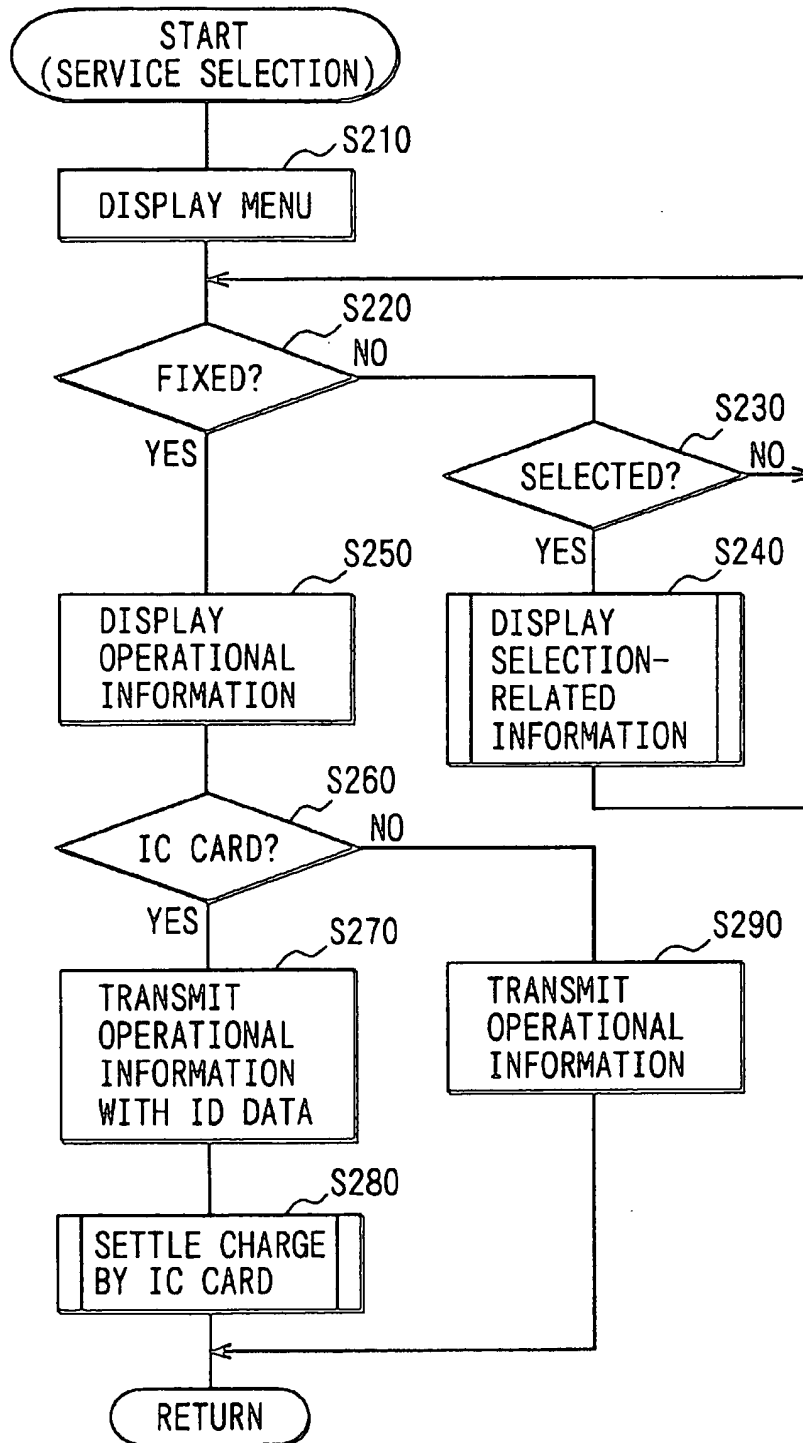 START
(SERVICE SELECTION)
S210
DISPLAY MENU
S220
FIXED?
NO
YES
S230
SELECTED?
NO
YES
S240
DISPLAY
SELECTION-
RELATED
INFORMATION
S250
DISPLAY
OPERATIONAL
INFORMATION
S260
IC CARD?
NO
YES
S270
TRANSMIT
OPERATIONAL
INFORMATION
WITH ID DATA
S290
TRANSMIT
OPERATIONAL
INFORMATION
S280
SETTLE CHARGE
BY IC CARD
RETURN